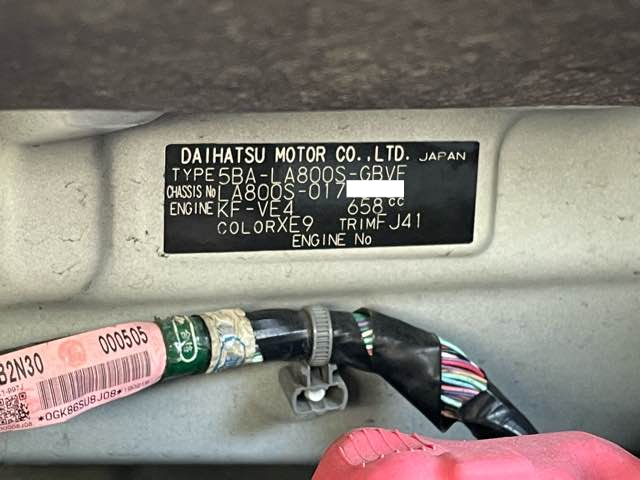 DAIHATSU MOTOR CO.,LTD. JAPAN
TYPE 5BA-LA800S-GBVF
CHASSIS No LA800S-017
ENGINE KF-VE4 658cc
COLOR XE9 TRIM FJ41
ENGINE No
B2N30 000505
*0GK86SU8J08*